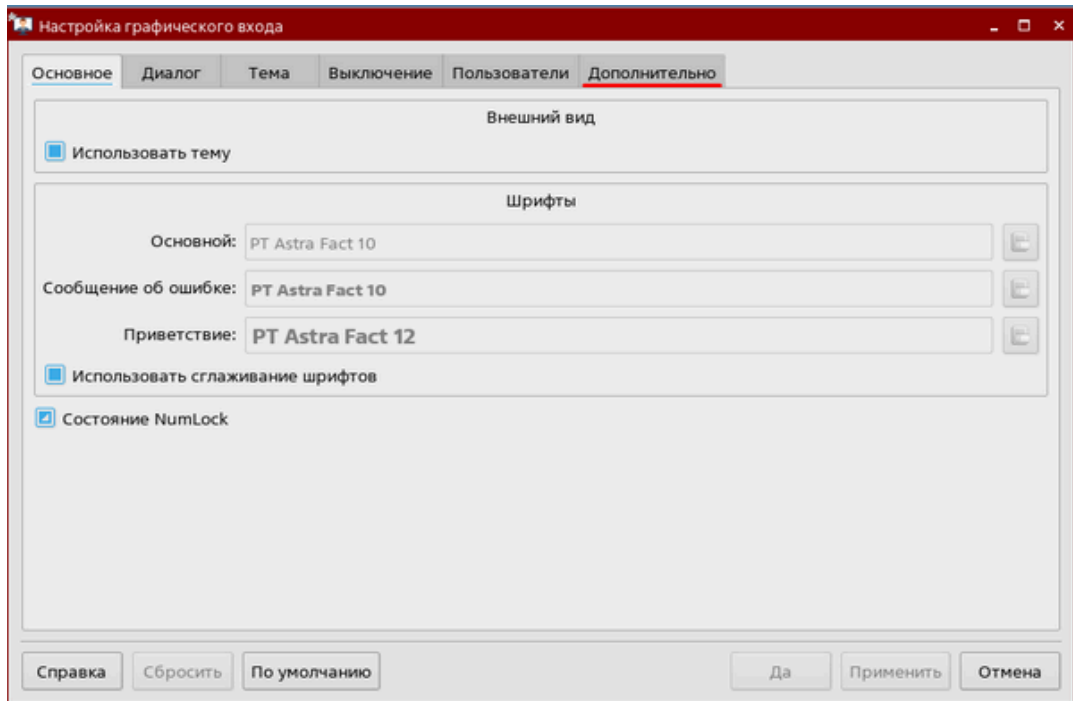 Настройка графического входа
Основное Диалог Тема Выключение Пользователи Дополнительно
Внешний вид
Использовать тему
Шрифты
Основной: PT Astra Fact 10
Сообщение об ошибке: PT Astra Fact 10
Приветствие: PT Astra Fact 12
Использовать сглаживание шрифтов
Состояние NumLock
Справка Сбросить По умолчанию Да Применить Отмена